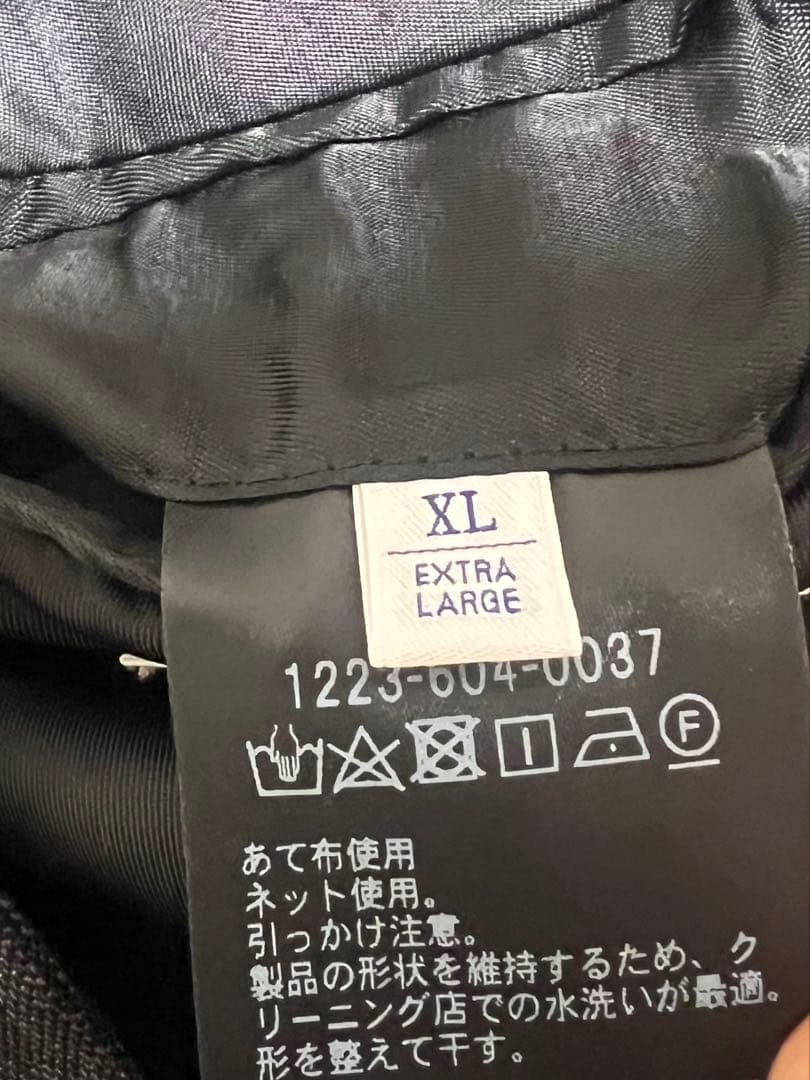 XL
EXTRA
LARGE
1223-604-0037
F
あて布使用
ネット使用。
引っかけ注意。
製品の形状を維持するため、ク
リーニング店での水洗いが最適。
形を整えて干す。